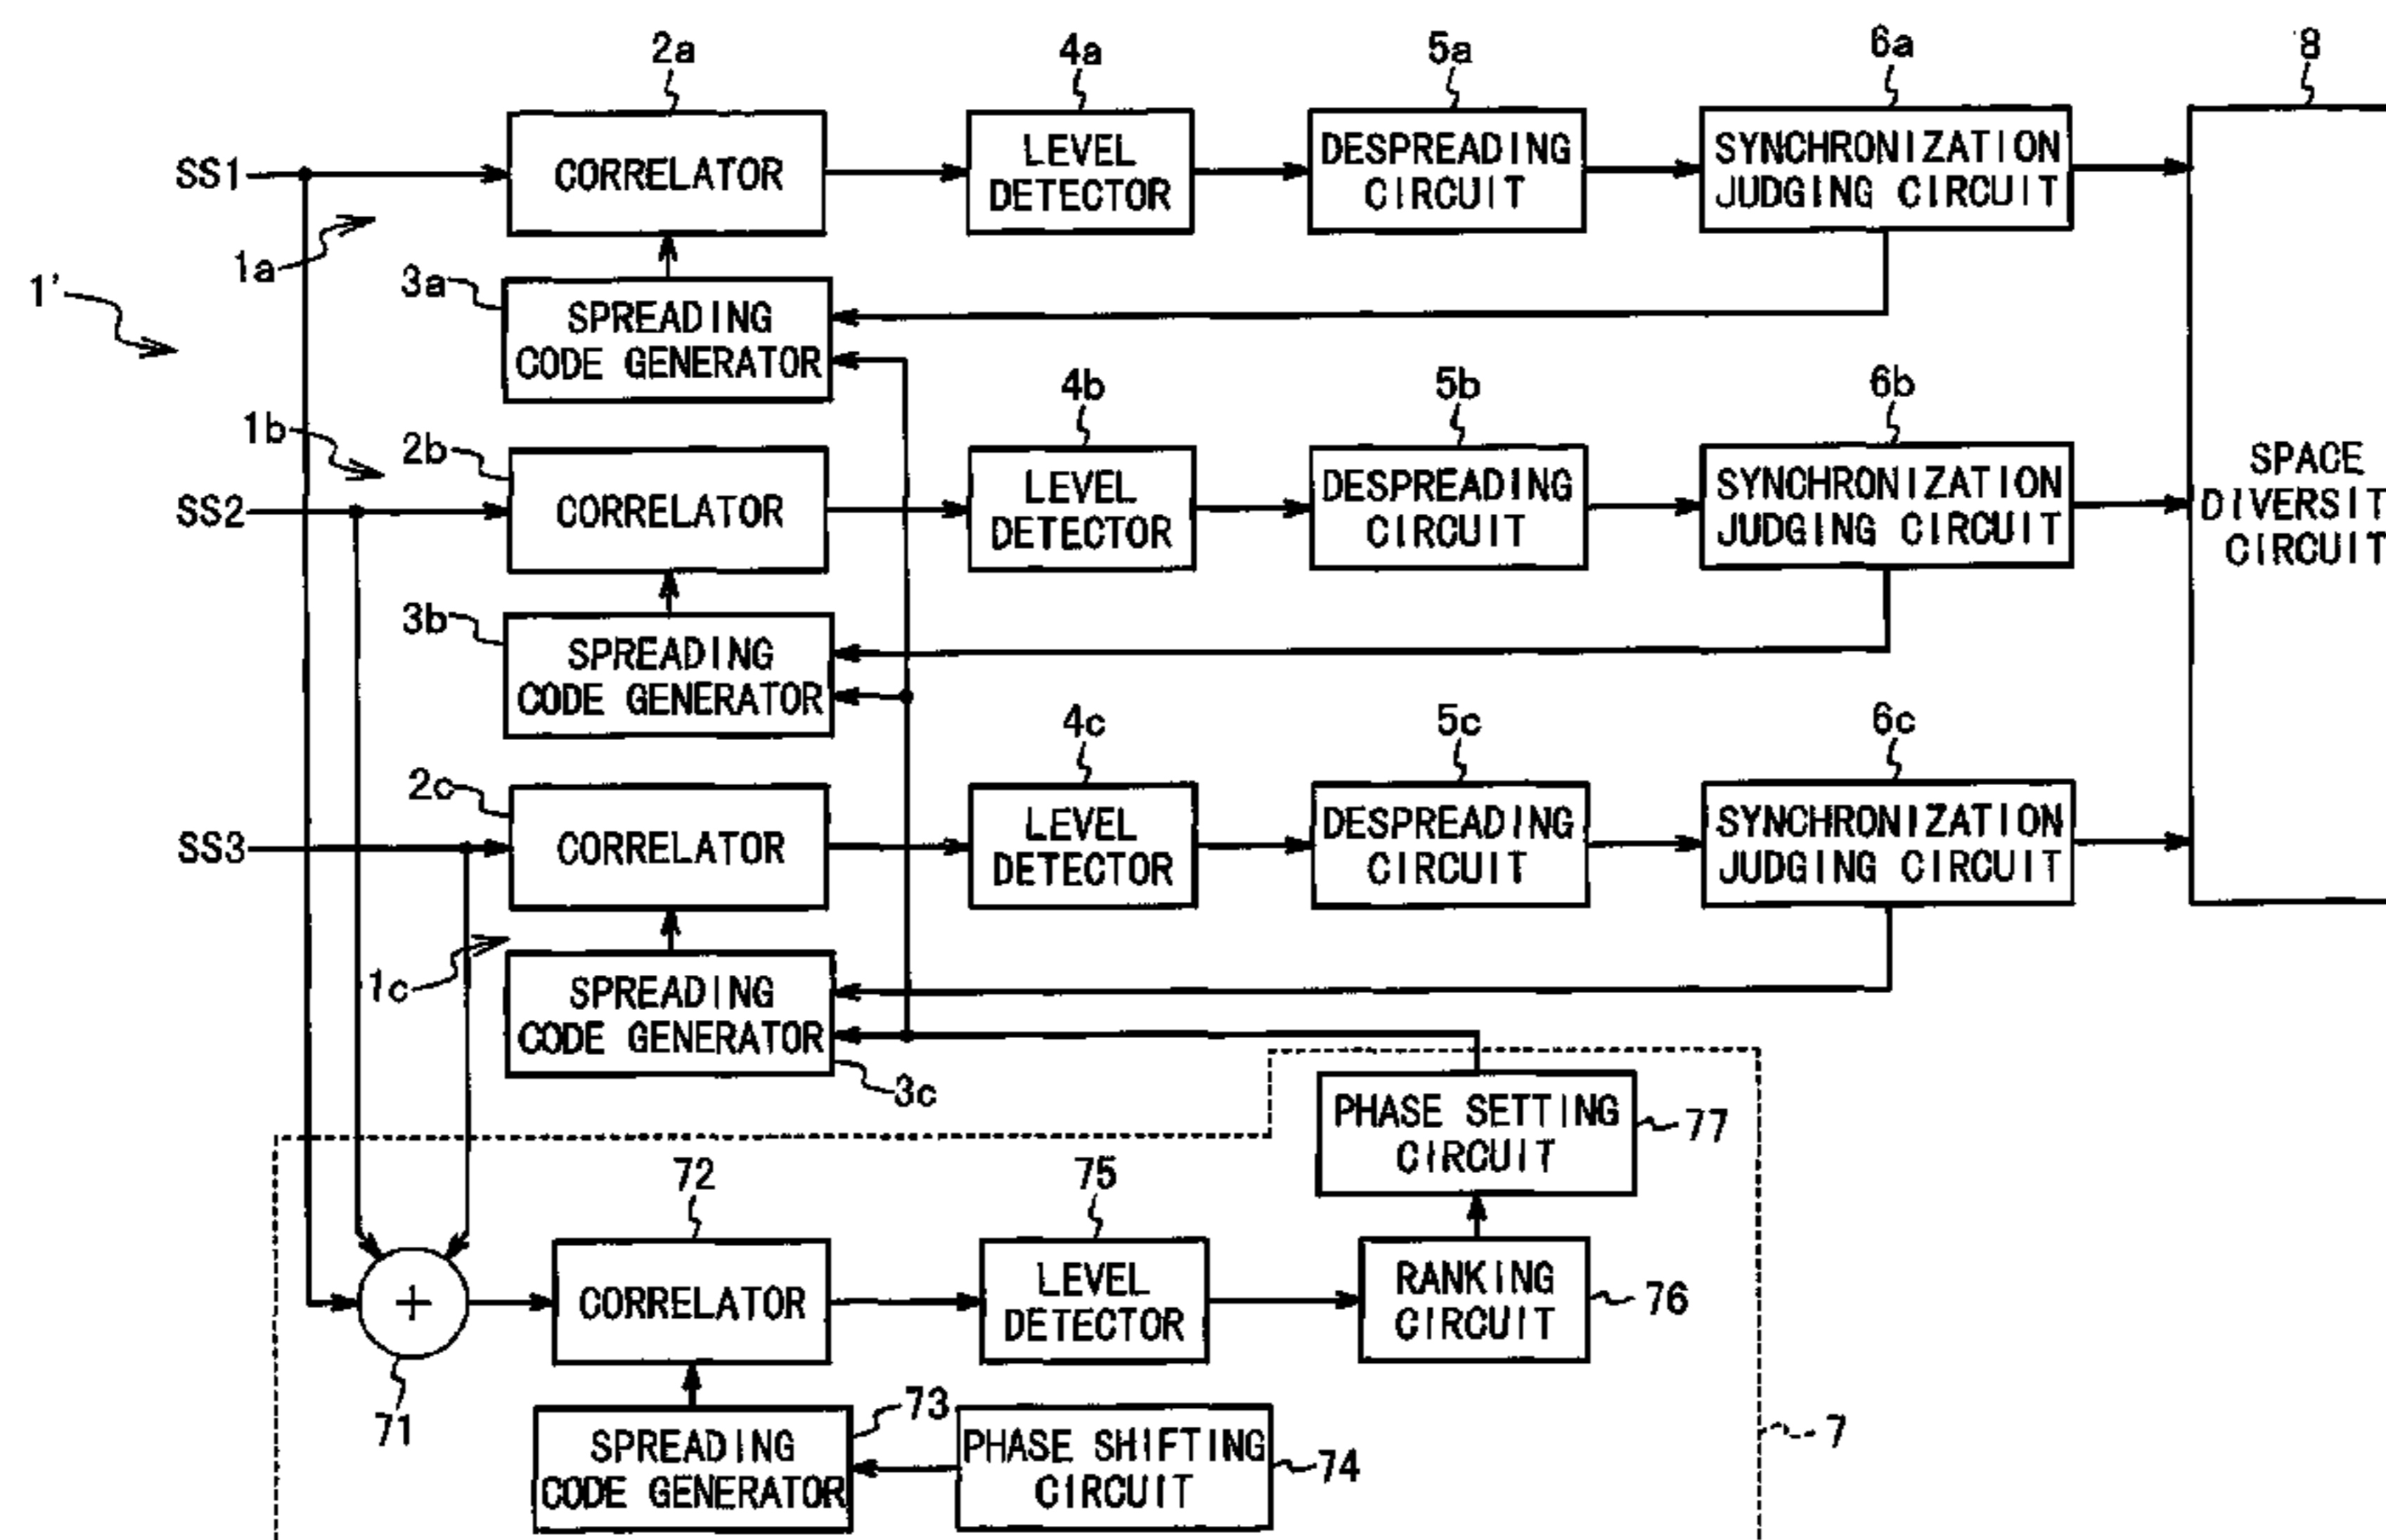 2a
4a
5a
6a
8
SS1
CORRELATOR
LEVEL
DETECTOR
DESPREADING
CIRCUIT
SYNCHRONIZATION
JUDGING CIRCUIT
1a
1'
3a
SPREADING
CODE GENERATOR
1b
2b
4b
5b
6b
SS2
CORRELATOR
LEVEL
DETECTOR
DESPREADING
CIRCUIT
SYNCHRONIZATION
JUDGING CIRCUIT
SPACE
DIVERSIT
CIRCUIT
3b
SPREADING
CODE GENERATOR
2c
4c
5c
6c
SS3
CORRELATOR
LEVEL
DETECTOR
DESPREADING
CIRCUIT
SYNCHRONIZATION
JUDGING CIRCUIT
1c
SPREADING
CODE GENERATOR
3c
PHASE SETTING
CIRCUIT
77
72
75
+
CORRELATOR
LEVEL
DETECTOR
RANKING
CIRCUIT
76
71
73
SPREADING
CODE GENERATOR
PHASE SHIFTING
CIRCUIT
74
7